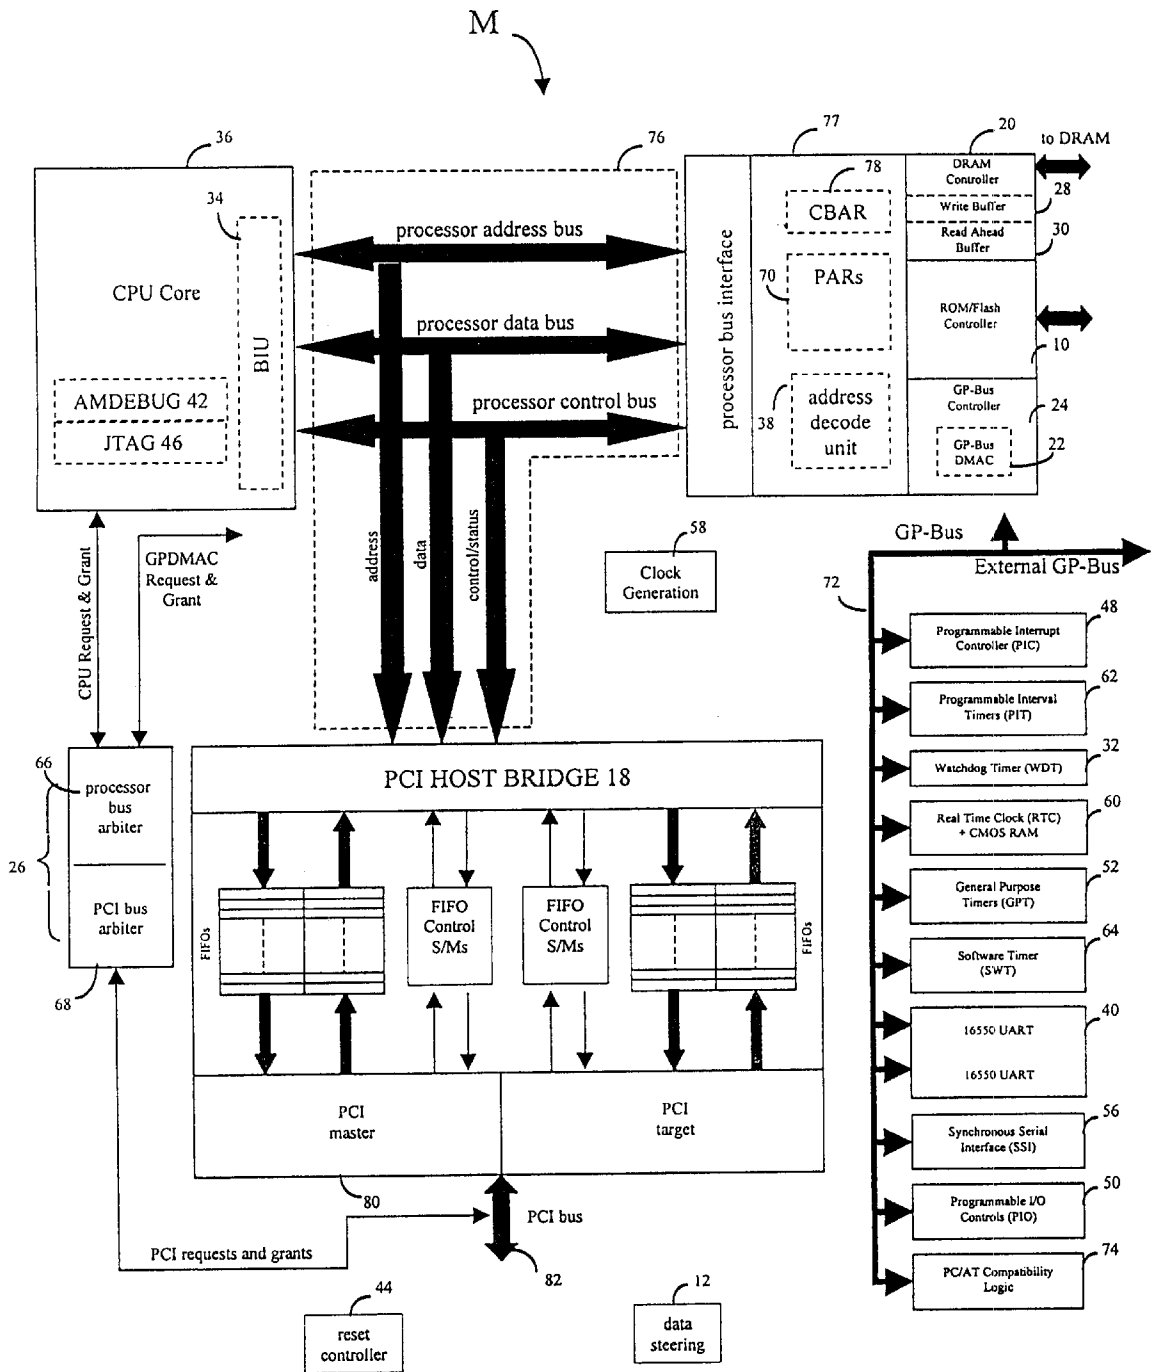 M
36
34
CPU Core
BIU
AMDEBUG 42
JTAG 46
76
processor address bus
processor data bus
processor control bus
address
data
control/status
77
processor bus interface
78
CBAR
70
PARs
38
address
decode
unit
20
to DRAM
DRAM
Controller
28
Write Buffer
Read Ahead
Buffer
30
ROM/Flash
Controller
10
GP-Bus
Controller
24
GP-Bus
DMAC
22
CPU Request & Grant
GPDMAC
Request &
Grant
58
Clock
Generation
GP-Bus
External GP-Bus
72
48
Programmable Interrupt
Controller (PIC)
62
Programmable Interval
Timers (PIT)
32
Watchdog Timer (WDT)
60
Real Time Clock (RTC)
+ CMOS RAM
52
General Purpose
Timers (GPT)
64
Software Timer
(SWT)
40
16550 UART
16550 UART
56
Synchronous Serial
Interface (SSI)
50
Programmable I/O
Controls (PIO)
74
PC/AT Compatibility
Logic
66
processor
bus
arbiter
26
PCI bus
arbiter
68
PCI HOST BRIDGE 18
FIFOs
FIFO
Control
S/Ms
FIFO
Control
S/Ms
FIFOs
PCI
master
PCI
target
80
PCI bus
PCI requests and grants
82
44
reset
controller
12
data
steering